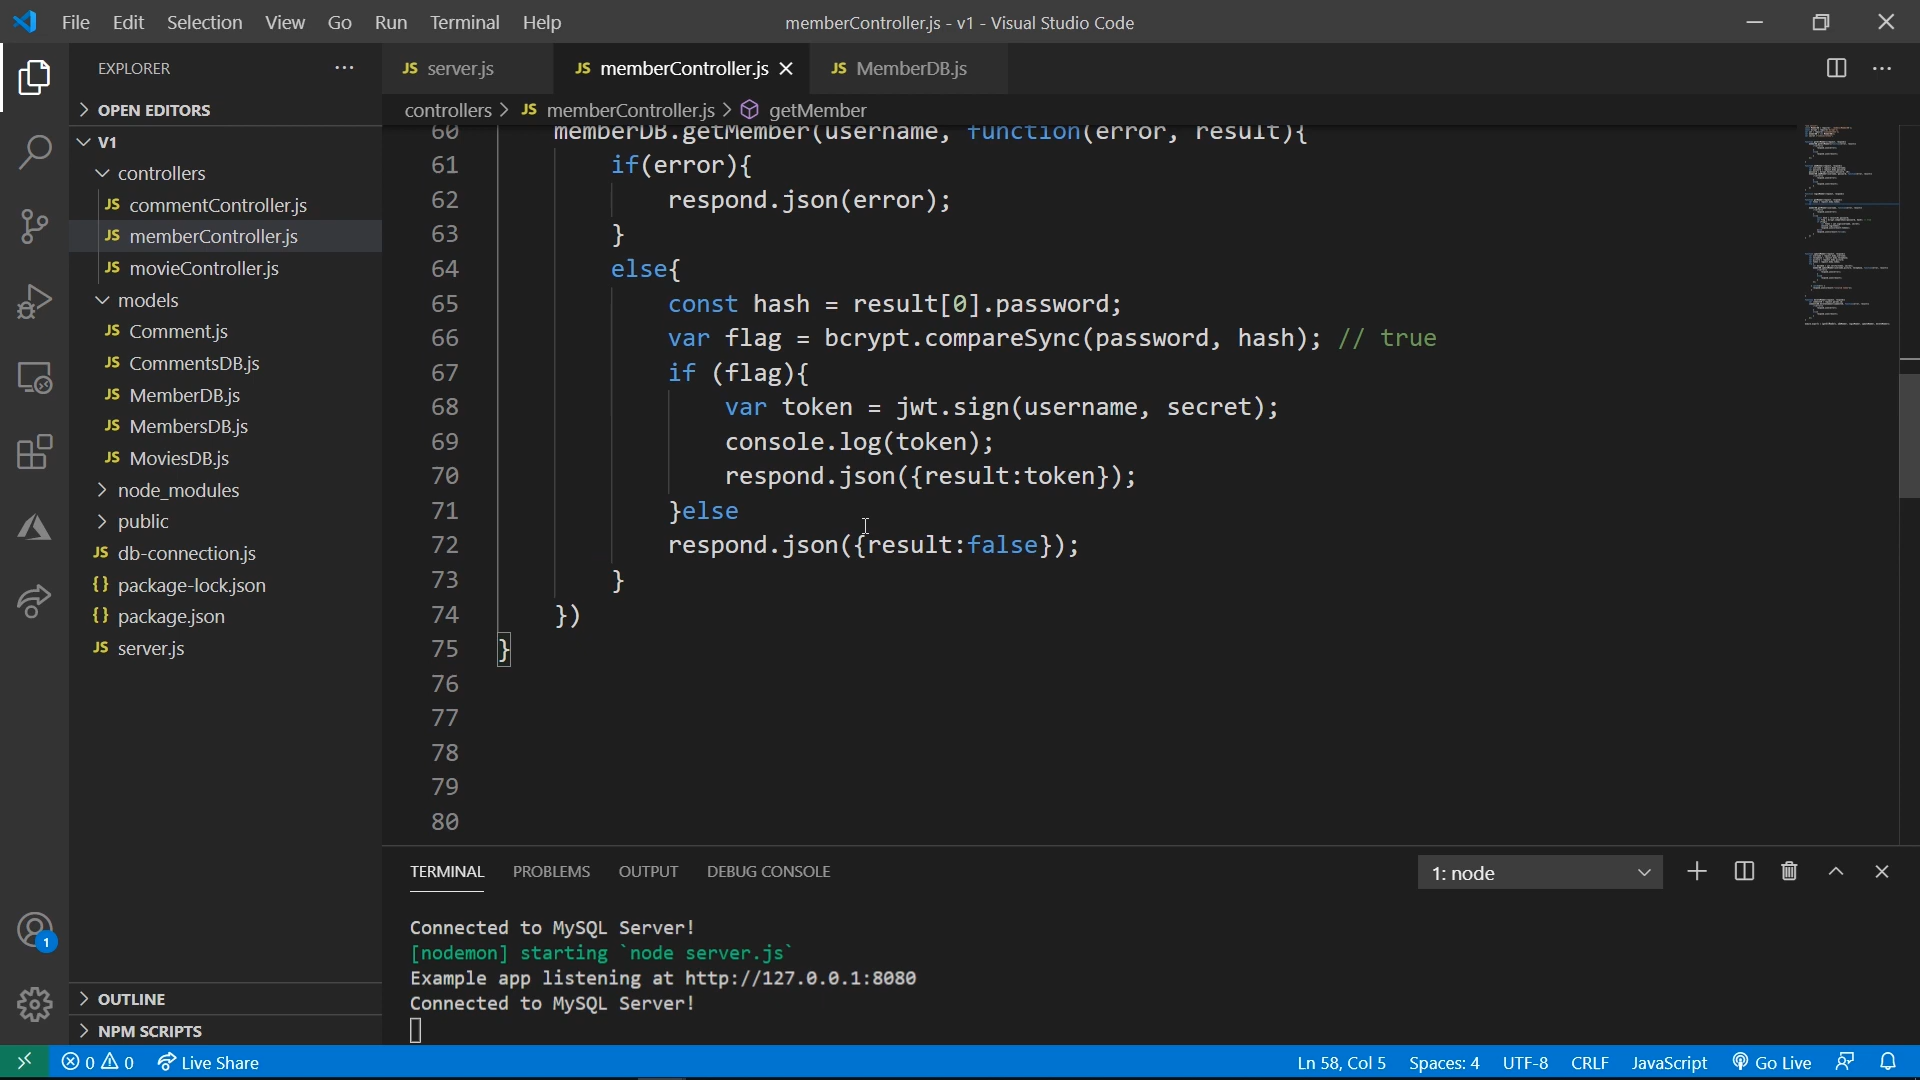 File Edit Selection View Go Run Terminal Help
memberController.js - v1 - Visual Studio Code
EXPLORER
OPEN EDITORS
V1
controllers
JS commentController.js
JS memberController.js
JS movieController.js
models
JS Comment.js
JS CommentsDB.js
JS MemberDB.js
JS MembersDB.js
JS MoviesDB.js
node_modules
public
JS db-connection.js
{} package-lock.json
{} package.json
JS server.js
OUTLINE
NPM SCRIPTS
JS server.js
JS memberController.js
JS MemberDB.js
controllers > JS memberController.js > getMember
60 memberDB.getMember(username, function(error, result){
61 if(error){
62 respond.json(error);
63 }
64 else{
65 const hash = result[0].password;
66 var flag = bcrypt.compareSync(password, hash); // true
67 if (flag){
68 var token = jwt.sign(username, secret);
69 console.log(token);
70 respond.json({result:token});
71 }else
72 respond.json({result:false});
73 }
74 })
75 }
76
77
78
79
80
TERMINAL PROBLEMS OUTPUT DEBUG CONSOLE
1: node
Connected to MySQL Server!
[nodemon] starting `node server.js`
Example app listening at http://127.0.0.1:8080
Connected to MySQL Server!
1
0 0 Live Share
Ln 58, Col 5 Spaces: 4 UTF-8 CRLF JavaScript Go Live